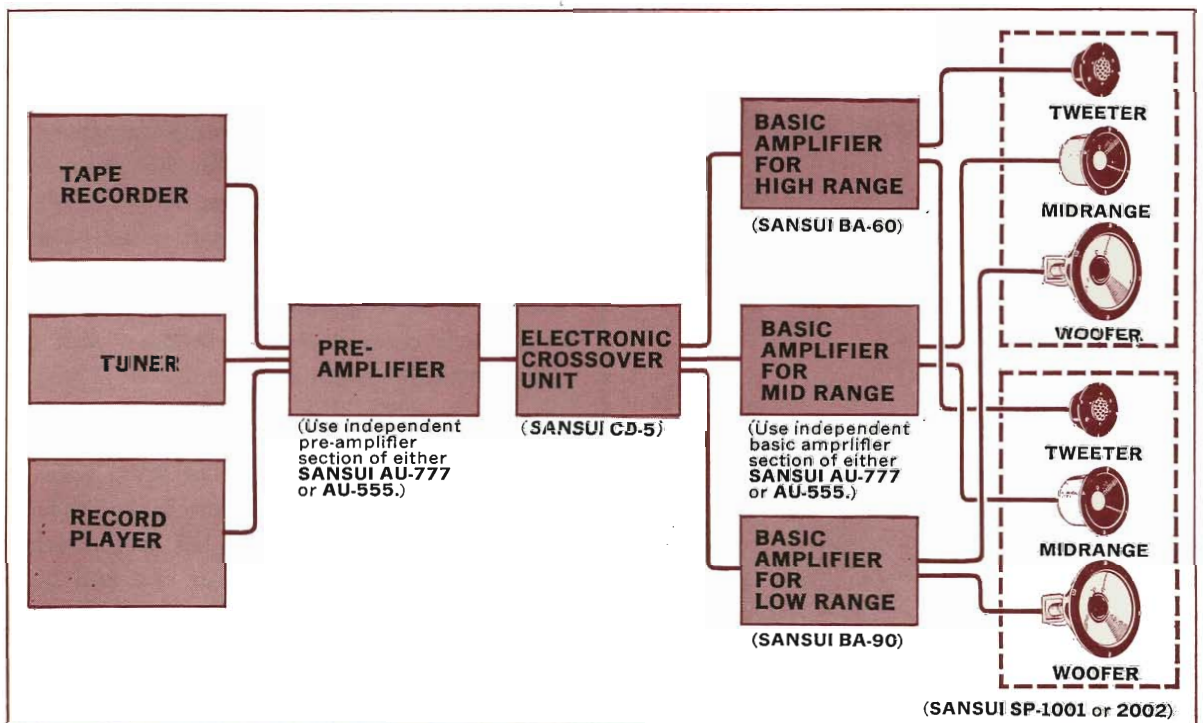 TAPE
RECORDER
TUNER
RECORD
PLAYER
PRE-
AMPLIFIER
(Use independent
pre-amplifier
section of either
SANSUI AU-777
or AU-555.)
ELECTRONIC
CROSSOVER
UNIT
(SANSUI CD-5)
BASIC
AMPLIFIER
FOR
HIGH RANGE
(SANSUI BA-60)
BASIC
AMPLIFIER
FOR
MID RANGE
(Use independent
basic amprlifier
section of either
SANSUI AU-777
or AU-555.)
BASIC
AMPLIFIER
FOR
LOW RANGE
(SANSUI BA-90)
TWEETER
MIDRANGE
WOOFER
TWEETER
MIDRANGE
WOOFER
(SANSUI SP-1001 or 2002)